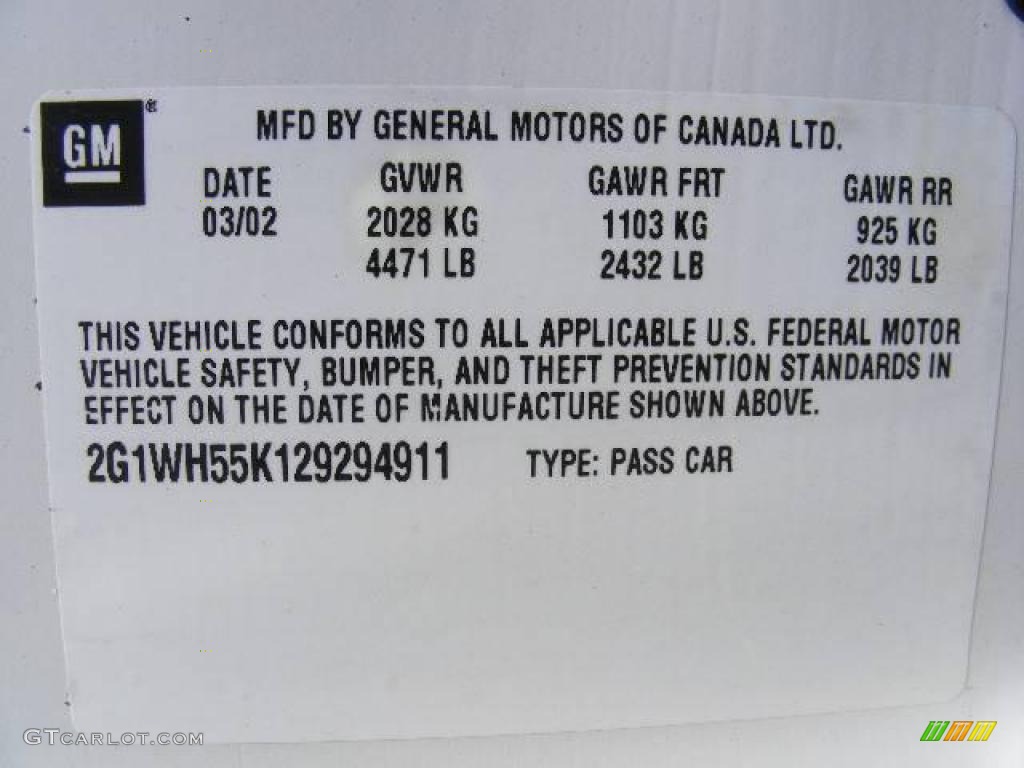 GM ®
MFD BY GENERAL MOTORS OF CANADA LTD.
DATE GVWR GAWR FRT GAWR RR
03/02 2028 KG 1103 KG 925 KG
4471 LB 2432 LB 2039 LB
THIS VEHICLE CONFORMS TO ALL APPLICABLE U.S. FEDERAL MOTOR
VEHICLE SAFETY, BUMPER, AND THEFT PREVENTION STANDARDS IN
EFFECT ON THE DATE OF MANUFACTURE SHOWN ABOVE.
2G1WH55K129294911 TYPE: PASS CAR
GTCARLOT.COM